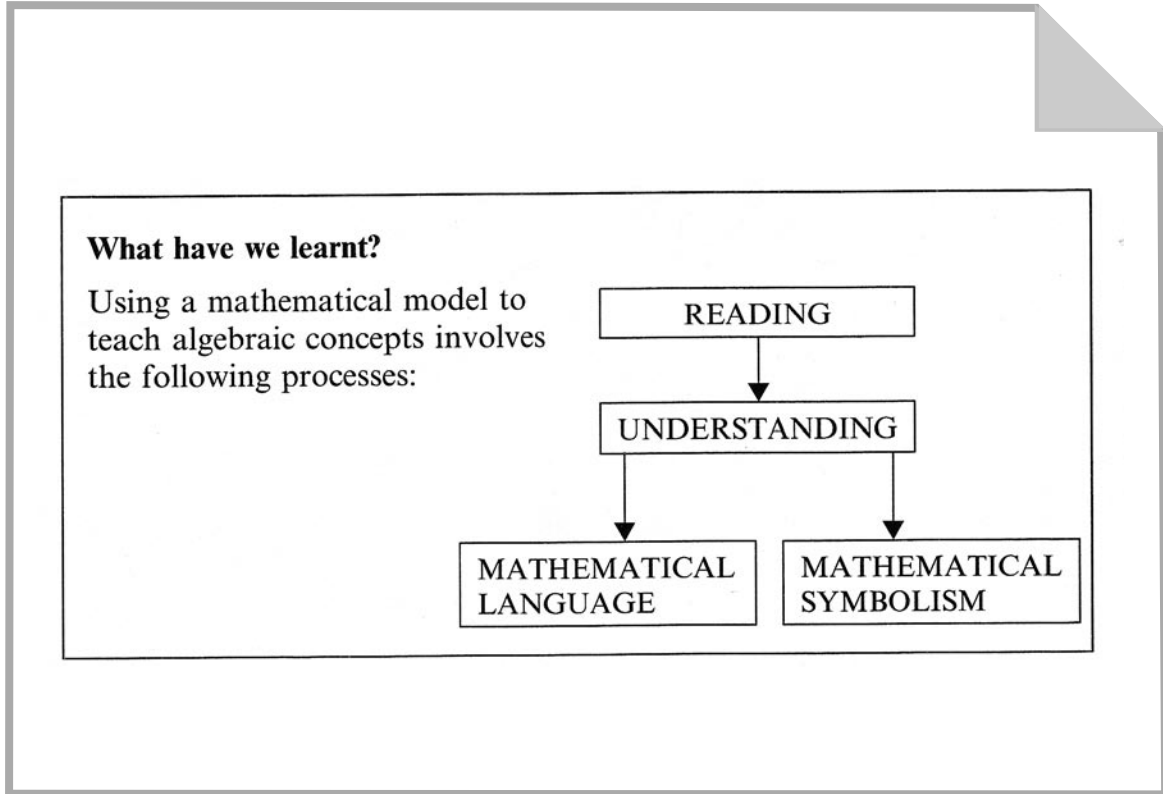 What have we learnt?
Using a mathematical model to
teach algebraic concepts involves
the following processes:
READING
UNDERSTANDING
MATHEMATICAL
LANGUAGE
MATHEMATICAL
SYMBOLISM